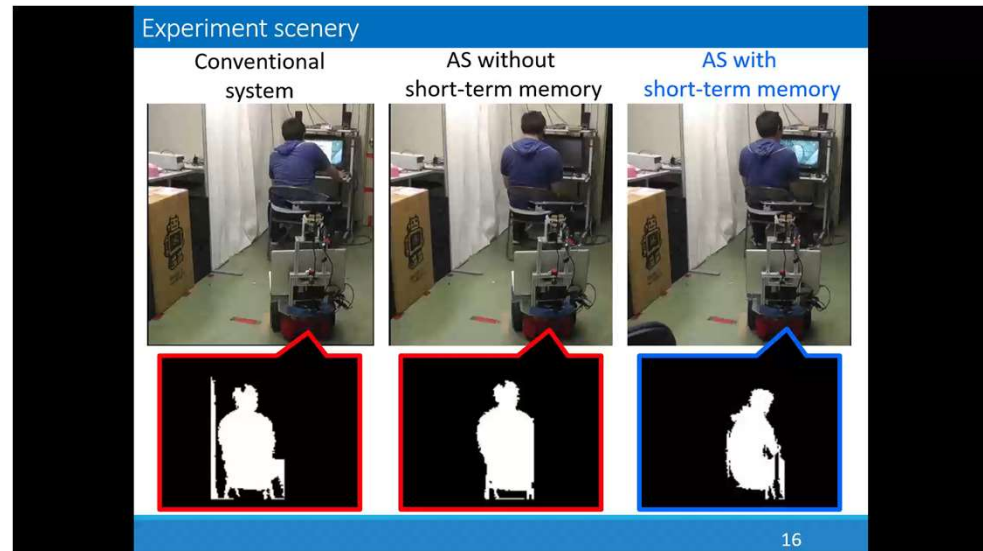 Experiment scenery
Conventional
system
AS without
short-term memory
AS with
short-term memory
16